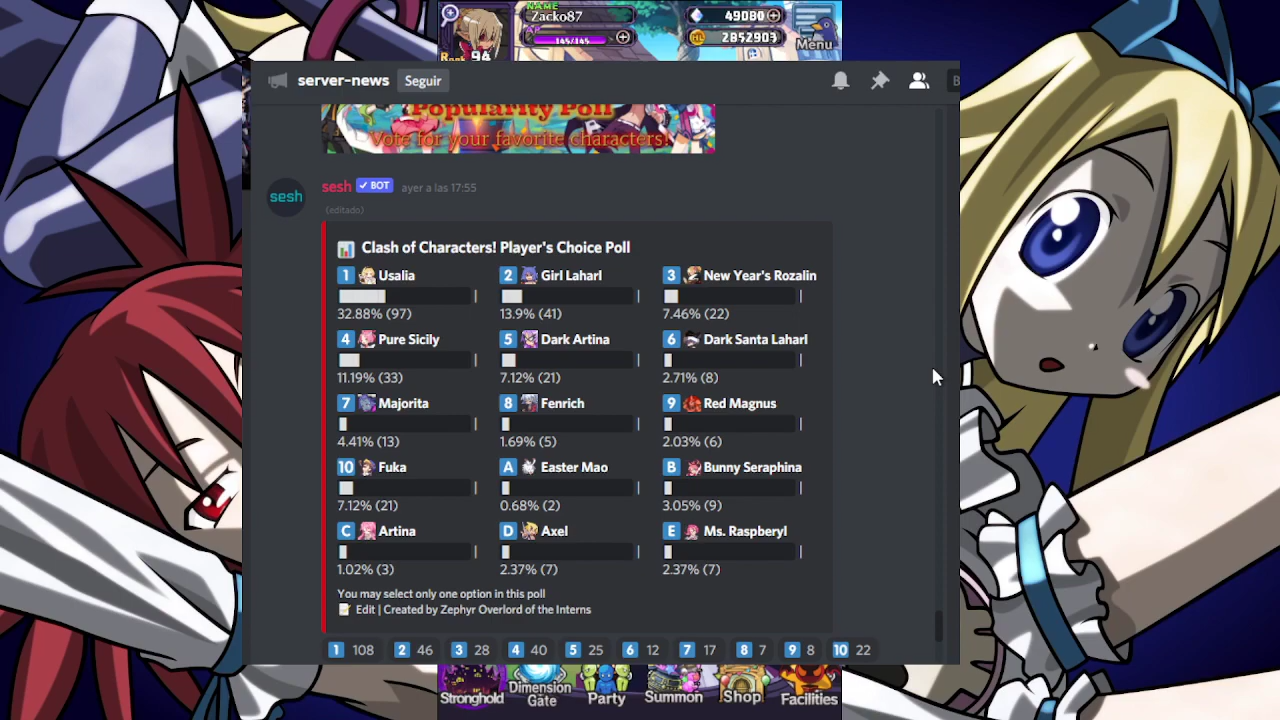 NAME
Zacko87
145/145
Rank 94
49080
HL 2852903
Menu
server-news Seguir
Popularity Poll
Vote for your favorite characters!
sesh
sesh BOT ayer a las 17:55
(editado)
Clash of Characters! Player's Choice Poll
1 Usalia 2 Girl Laharl 3 New Year's Rozalin
32.88% (97) 13.9% (41) 7.46% (22)
4 Pure Sicily 5 Dark Artina 6 Dark Santa Laharl
11.19% (33) 7.12% (21) 2.71% (8)
7 Majorita 8 Fenrich 9 Red Magnus
4.41% (13) 1.69% (5) 2.03% (6)
10 Fuka A Easter Mao B Bunny Seraphina
7.12% (21) 0.68% (2) 3.05% (9)
C Artina D Axel E Ms. Raspberyl
1.02% (3) 2.37% (7) 2.37% (7)
You may select only one option in this poll
Edit | Created by Zephyr Overlord of the Interns
1 108 2 46 3 28 4 40 5 25 6 12 7 17 8 7 9 8 10 22
Stronghold Dimension Gate Party Summon Shop Facilities